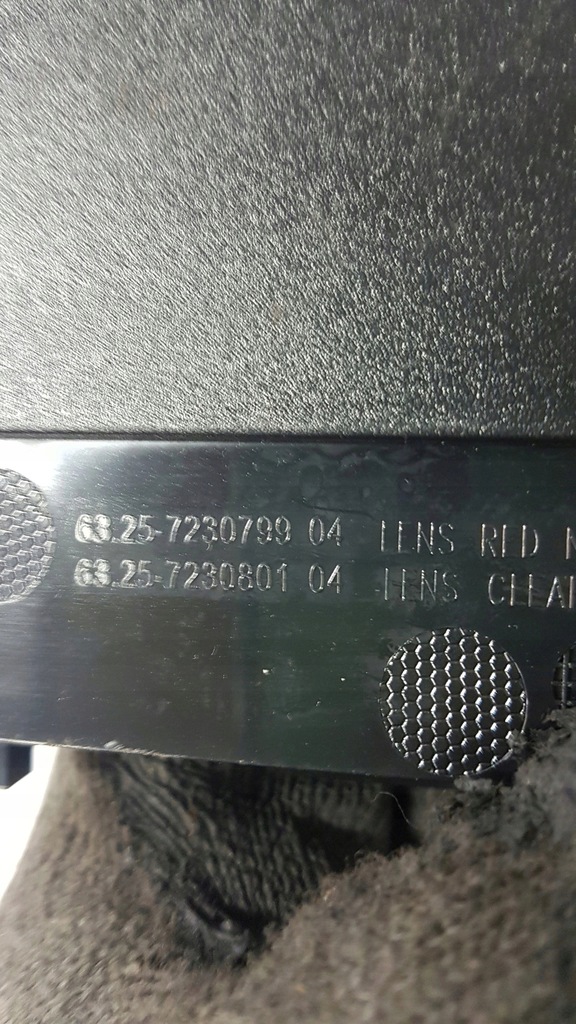 63.25-7230799 04 LENS RED
63.25-7230801 04 LENS